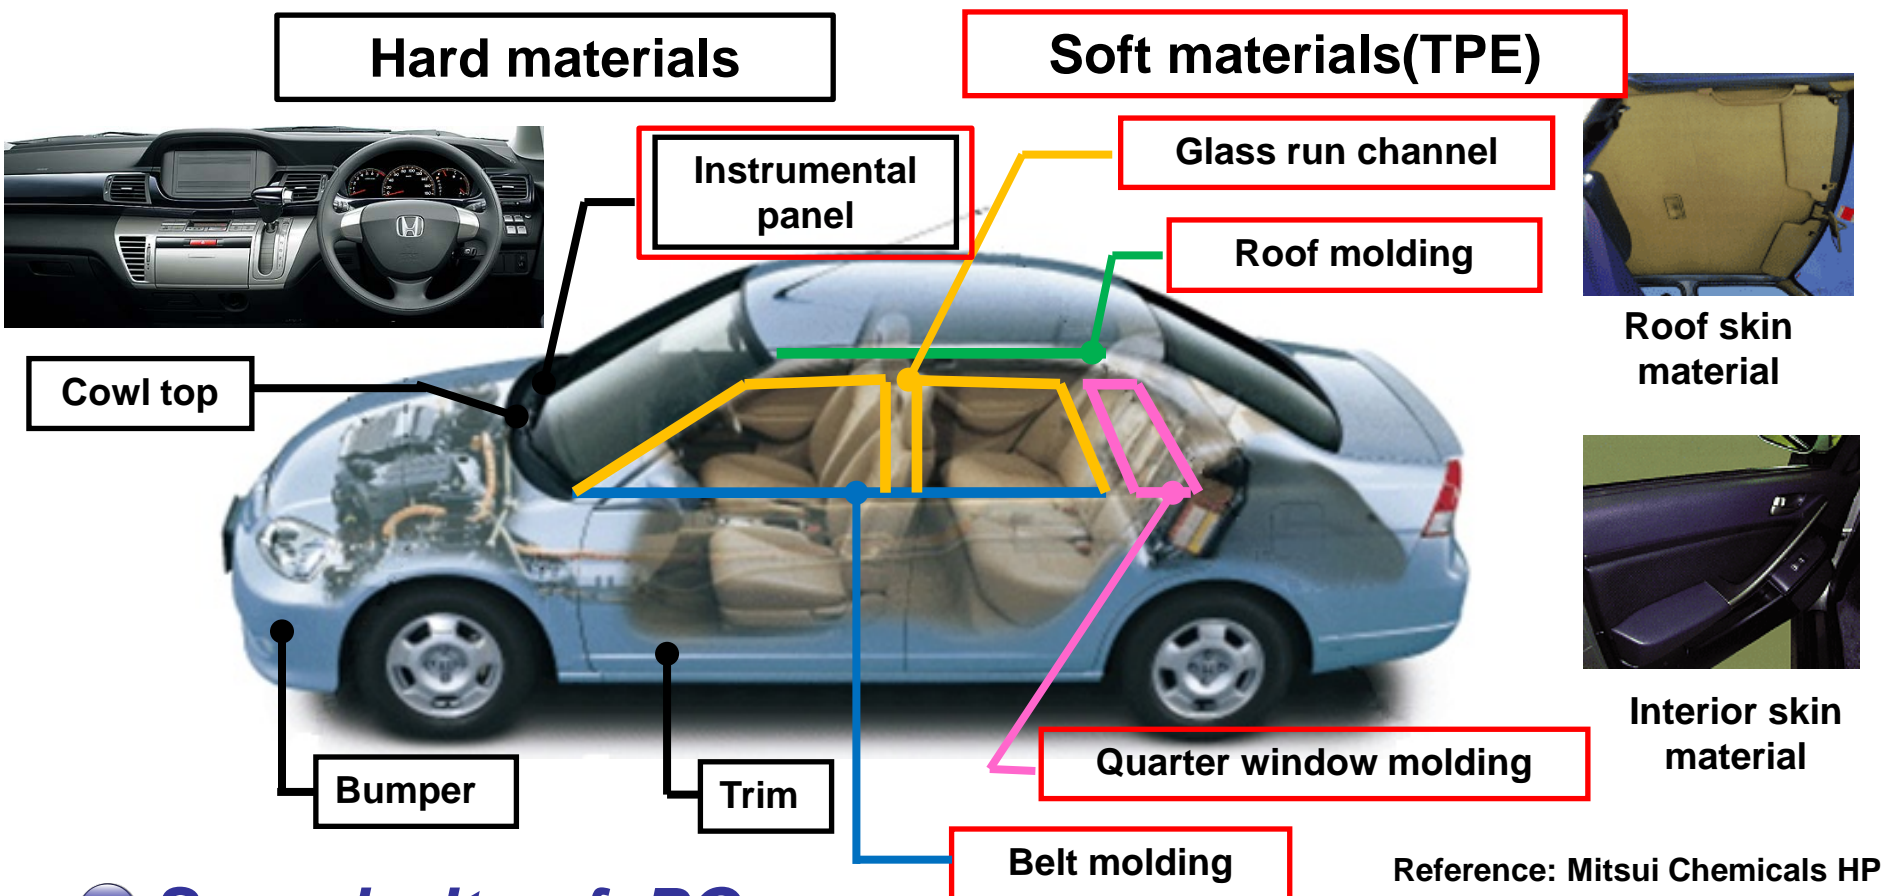 Hard materials
Soft materials(TPE)
Instrumental
panel
Glass run channel
Roof molding
Roof skin
material
Cowl top
Interior skin
material
Quarter window molding
Bumper
Trim
Belt molding
Reference: Mitsui Chemicals HP